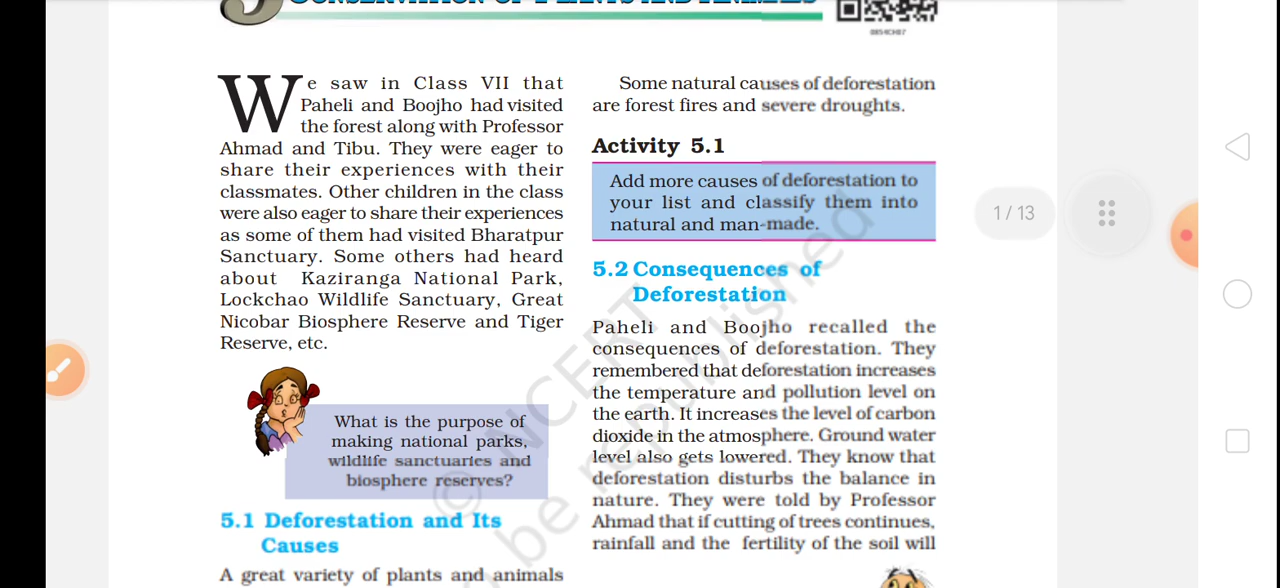 CONSERVATION OF PLANTS AND ANIMALS
0854CH07
We saw in Class VII that
Paheli and Boojho had visited
the forest along with Professor
Ahmad and Tibu. They were eager to
share their experiences with their
classmates. Other children in the class
were also eager to share their experiences
as some of them had visited Bharatpur
Sanctuary. Some others had heard
about Kaziranga National Park,
Lockchao Wildlife Sanctuary, Great
Nicobar Biosphere Reserve and Tiger
Reserve, etc.
What is the purpose of
making national parks,
wildlife sanctuaries and
biosphere reserves?
5.1 Deforestation and Its
Causes
A great variety of plants and animals
Some natural causes of deforestation
are forest fires and severe droughts.
Activity 5.1
Add more causes of deforestation to
your list and classify them into
natural and man-made.
5.2 Consequences of
Deforestation
Paheli and Boojho recalled the
consequences of deforestation. They
remembered that deforestation increases
the temperature and pollution level on
the earth. It increases the level of carbon
dioxide in the atmosphere. Ground water
level also gets lowered. They know that
deforestation disturbs the balance in
nature. They were told by Professor
Ahmad that if cutting of trees continues,
rainfall and the fertility of the soil will
1 / 13
© NCERT
be republished